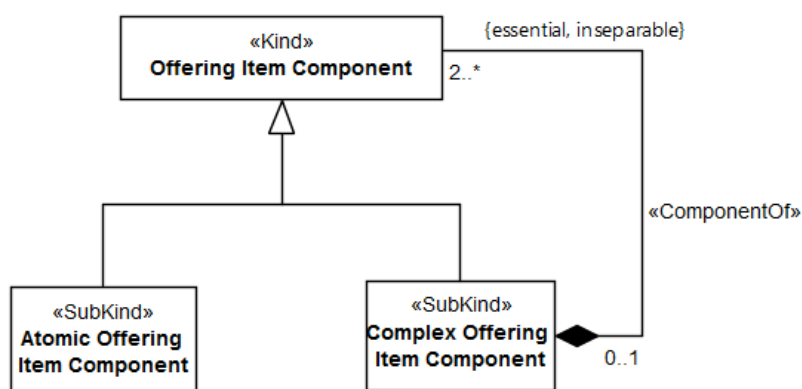 «Kind»
Offering Item Component
{essential, inseparable}
2..*
«ComponentOf»
«SubKind»
Atomic Offering
Item Component
«SubKind»
Complex Offering
Item Component
0..1